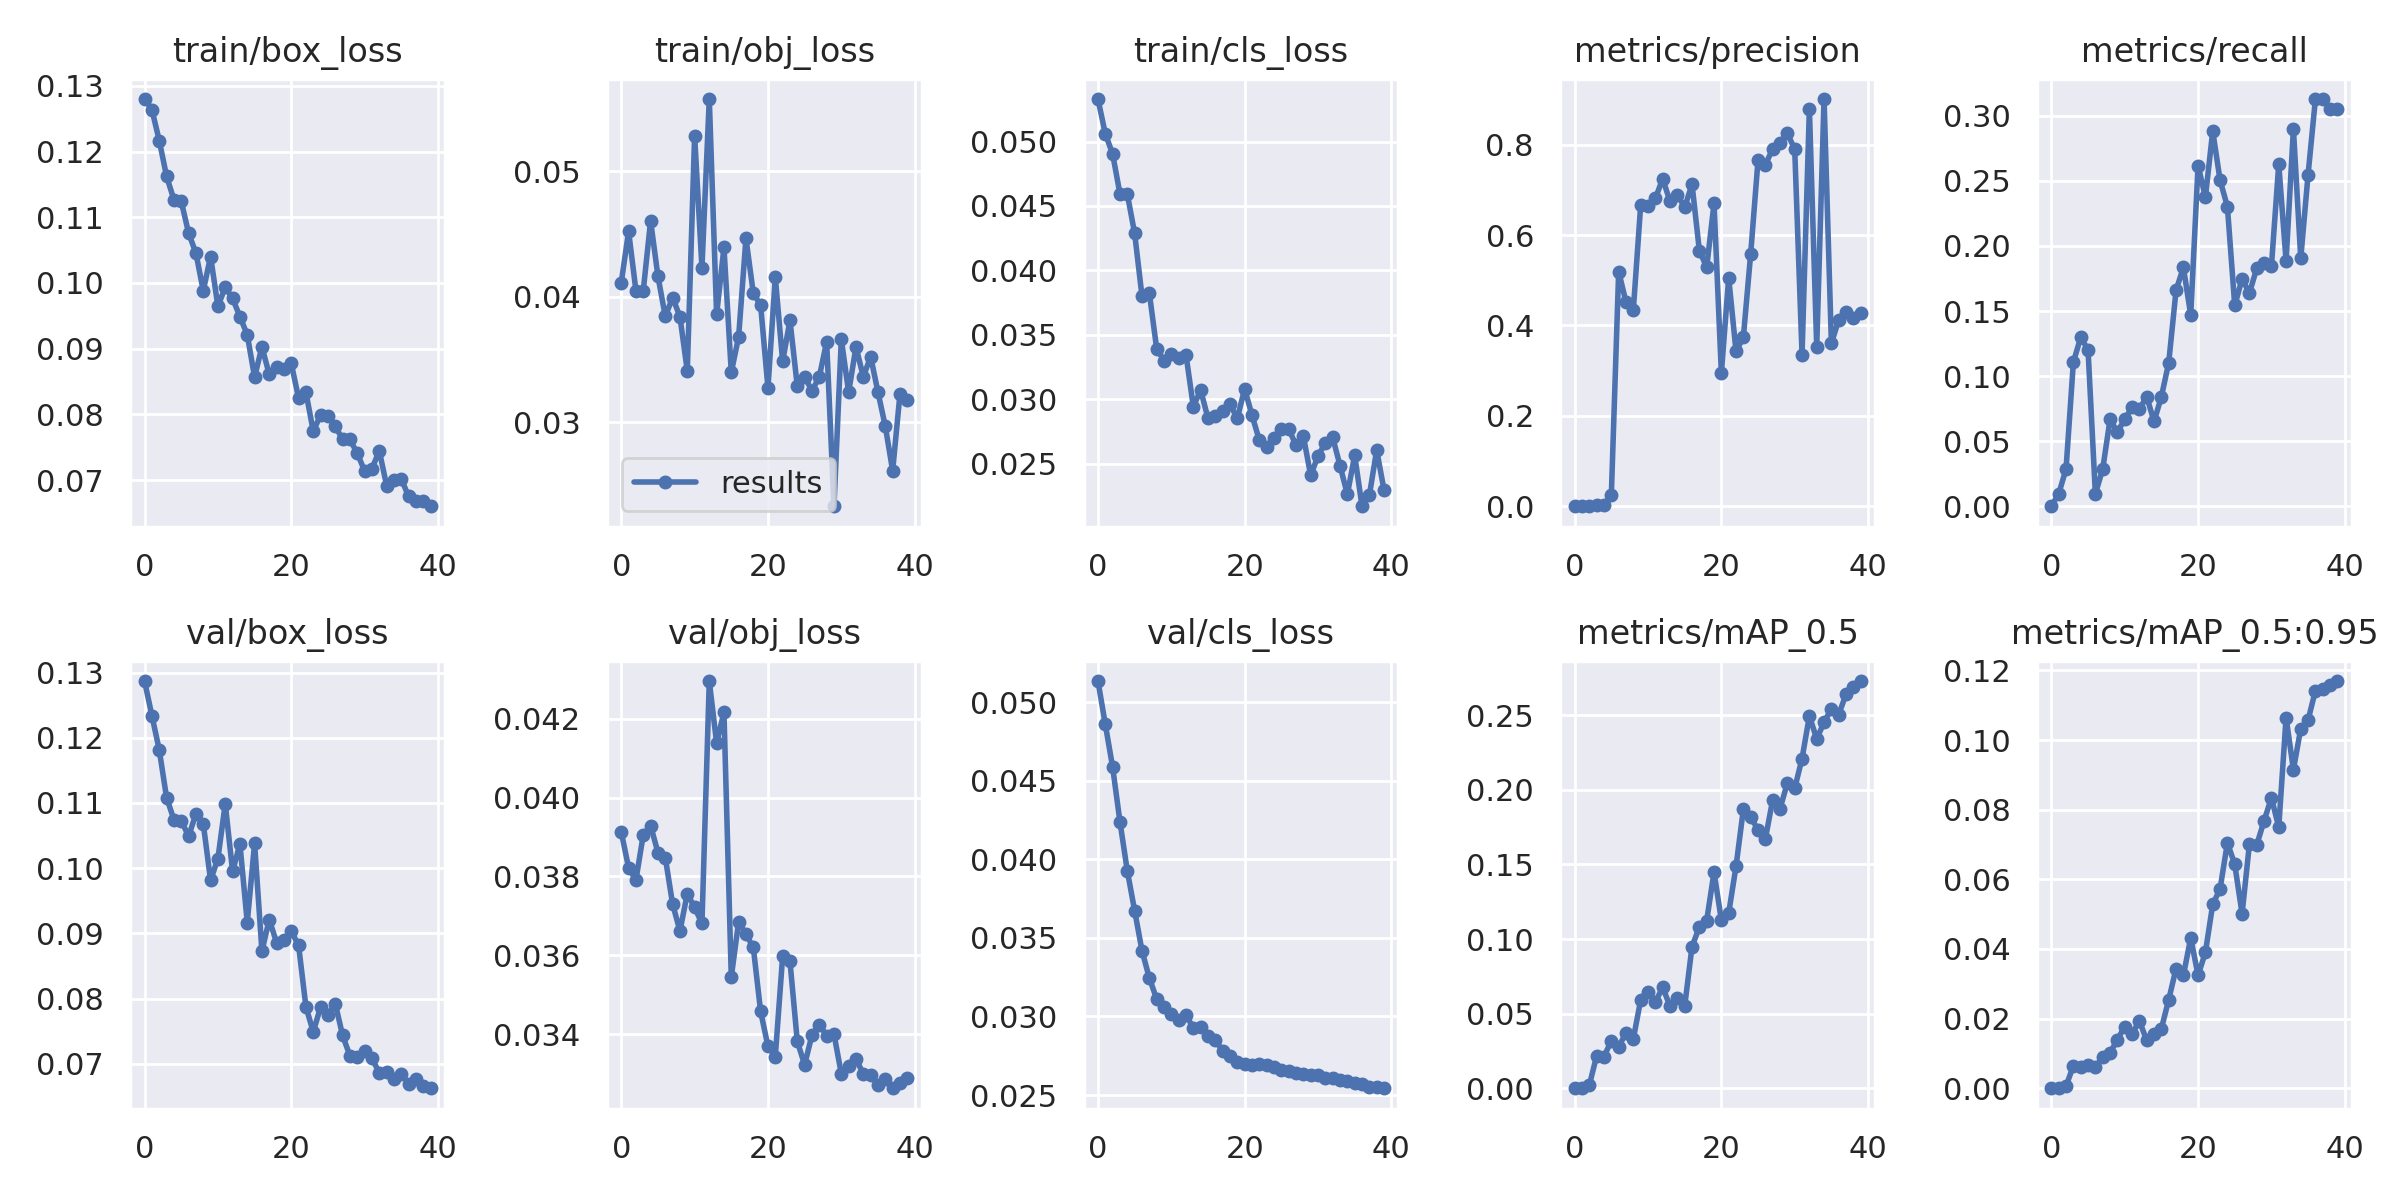 train/box_loss
train/obj_loss
train/cls_loss
metrics/precision
metrics/recall
0.13
0.12
0.11
0.10
0.09
0.08
0.07
0 20 40
0.05
0.04
0.03
results
0 20 40
0.050
0.045
0.040
0.035
0.030
0.025
0 20 40
0.8
0.6
0.4
0.2
0.0
0 20 40
0.30
0.25
0.20
0.15
0.10
0.05
0.00
0 20 40
val/box_loss
val/obj_loss
val/cls_loss
metrics/mAP_0.5
metrics/mAP_0.5:0.95
0.13
0.12
0.11
0.10
0.09
0.08
0.07
0 20 40
0.042
0.040
0.038
0.036
0.034
0 20 40
0.050
0.045
0.040
0.035
0.030
0.025
0 20 40
0.25
0.20
0.15
0.10
0.05
0.00
0 20 40
0.12
0.10
0.08
0.06
0.04
0.02
0.00
0 20 40